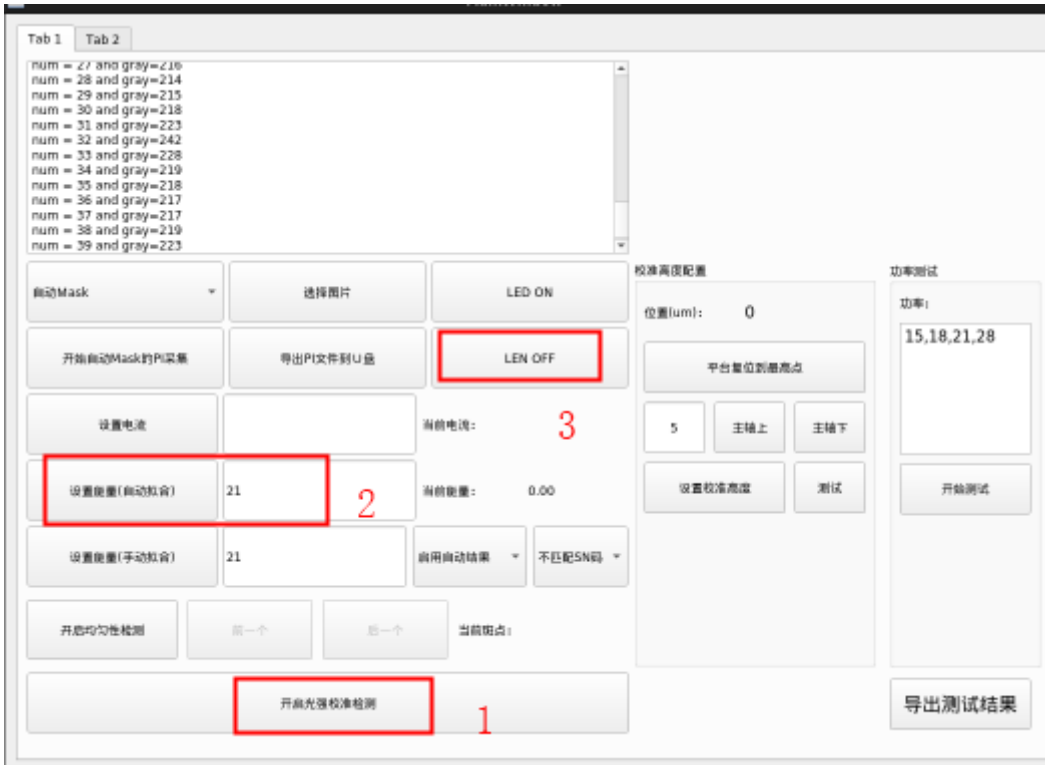 Tab 1
Tab 2
num = 27 and gray=216
num = 28 and gray=214
num = 29 and gray=215
num = 30 and gray=218
num = 31 and gray=223
num = 32 and gray=242
num = 33 and gray=228
num = 34 and gray=219
num = 35 and gray=218
num = 36 and gray=217
num = 37 and gray=217
num = 38 and gray=219
num = 39 and gray=223
自动Mask
选择图片
LED ON
开始自动Mask的PI采集
导出PI文件到U盘
LEN OFF
设置电流
当前电流:
3
设置能量(自动拟合)
21
2
当前能量:
0.00
设置能量(手动拟合)
21
启用自动结果
不匹配SN码
开启均匀性检测
前一个
后一个
当前斑点:
开启光强校准检测
1
校准高度配置
位置(um):
0
平台复位到最高点
5
主轴上
主轴下
设置校准高度
测试
功率测试
功率:
15,18,21,28
开始测试
导出测试结果